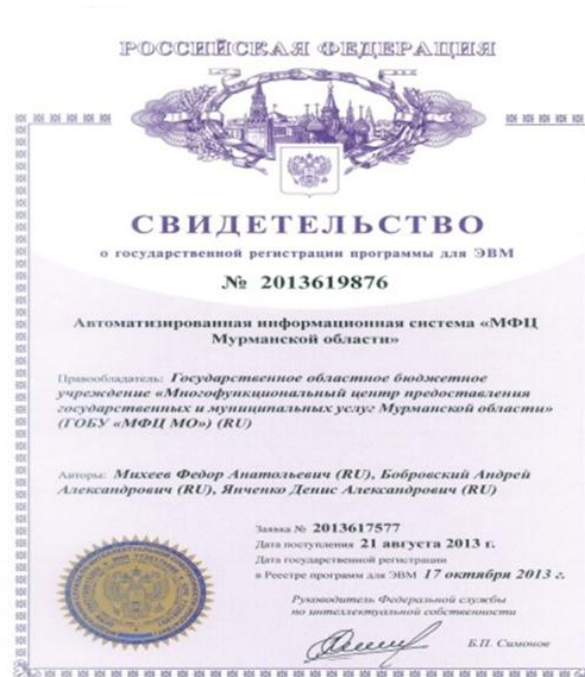 РОССИЙСКАЯ ФЕДЕРАЦИЯ
СВИДЕТЕЛЬСТВО
о государственной регистрации программы для ЭВМ
№ 2013619876
Автоматизированная информационная система «МФЦ
Мурманской области»
Правообладатель: Государственное областное бюджетное
учреждение «Многофункциональный центр предоставления
государственных и муниципальных услуг Мурманской области»
(ГОБУ «МФЦ МО») (RU)
Авторы: Михеев Федор Анатольевич (RU), Бобровский Андрей
Александрович (RU), Янченко Денис Александрович (RU)
Заявка № 2013617577
Дата поступления 21 августа 2013 г.
Дата государственной регистрации
в Реестре программ для ЭВМ 17 октября 2013 г.
Руководитель Федеральной службы
по интеллектуальной собственности
Б.П. Симонов